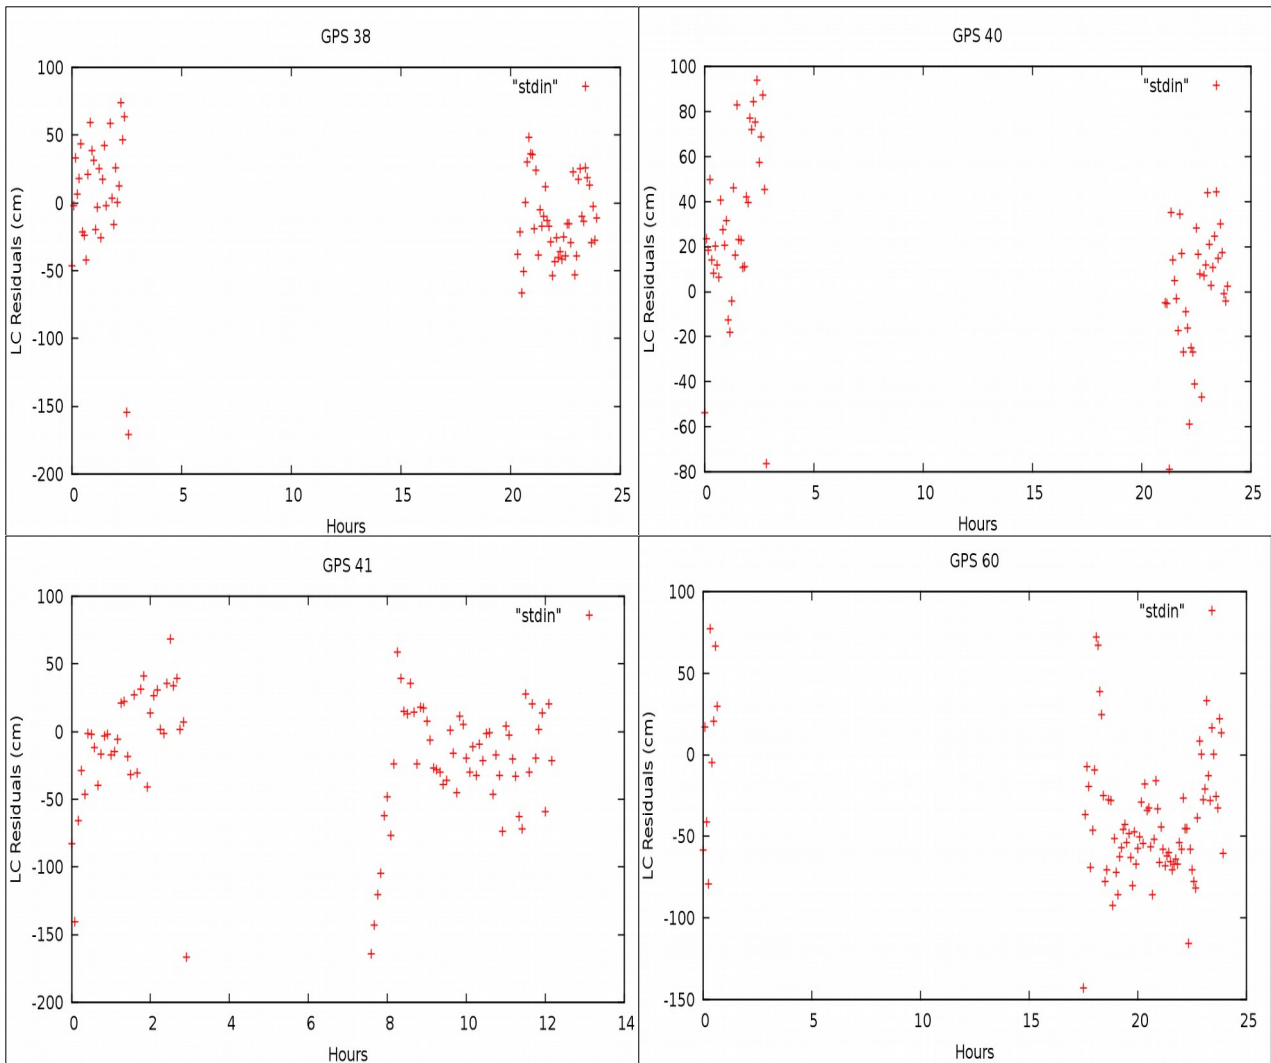 GPS 38
"stdin"
100
50
0
-50
-100
-150
-200
LC Residuals (cm)
0 5 10 15 20 25
Hours
GPS 40
"stdin"
100
80
60
40
20
0
-20
-40
-60
-80
LC Residuals (cm)
0 5 10 15 20 25
Hours
GPS 41
"stdin"
100
50
0
-50
-100
-150
-200
LC Residuals (cm)
0 2 4 6 8 10 12 14
Hours
GPS 60
"stdin"
100
50
0
-50
-100
-150
LC Residuals (cm)
0 5 10 15 20 25
Hours